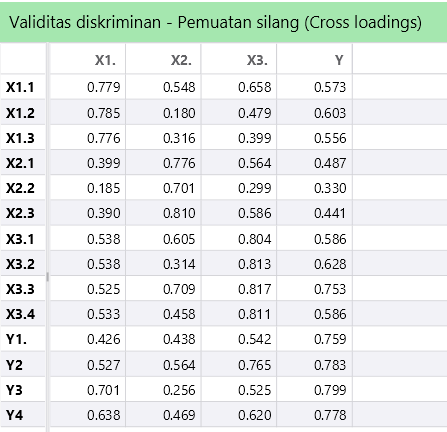 Validitas diskriminan - Pemuatan silang (Cross loadings)
X1. X2. X3. Y
X1.1 0.779 0.548 0.658 0.573
X1.2 0.785 0.180 0.479 0.603
X1.3 0.776 0.316 0.399 0.556
X2.1 0.399 0.776 0.564 0.487
X2.2 0.185 0.701 0.299 0.330
X2.3 0.390 0.810 0.586 0.441
X3.1 0.538 0.605 0.804 0.586
X3.2 0.538 0.314 0.813 0.628
X3.3 0.525 0.709 0.817 0.753
X3.4 0.533 0.458 0.811 0.586
Y1. 0.426 0.438 0.542 0.759
Y2 0.527 0.564 0.765 0.783
Y3 0.701 0.256 0.525 0.799
Y4 0.638 0.469 0.620 0.778